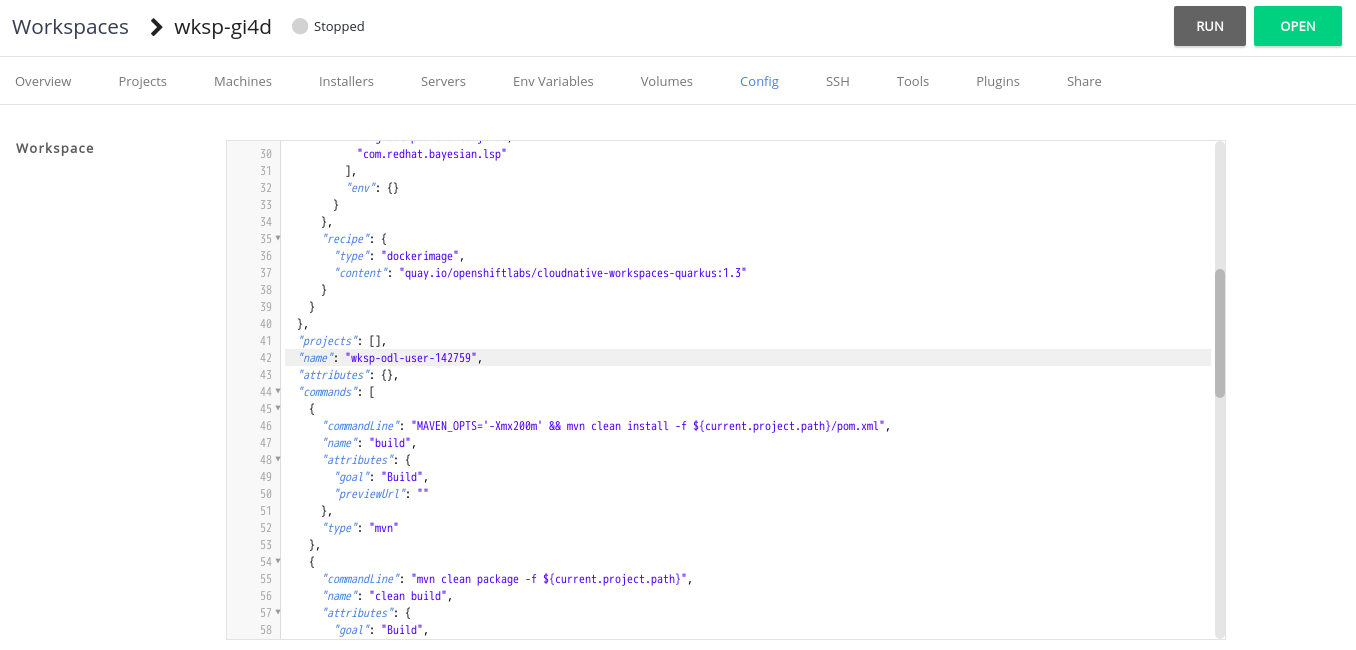 Workspaces > wksp-gi4d Stopped RUN OPEN
Overview Projects Machines Installers Servers Env Variables Volumes Config SSH Tools Plugins Share
Workspace
30 "com.redhat.bayesian.lsp"
31 ],
32 "env": {}
33 }
34 },
35 "recipe": {
36 "type": "dockerimage",
37 "content": "quay.io/openshiftlabs/cloudnative-workspaces-quarkus:1.3"
38 }
39 }
40 },
41 "projects": [],
42 "name": "wksp-odl-user-142759",
43 "attributes": {},
44 "commands": [
45 {
46 "commandLine": "MAVEN_OPTS='-Xmx200m' && mvn clean install -f ${current.project.path}/pom.xml",
47 "name": "build",
48 "attributes": {
49 "goal": "Build",
50 "previewUrl": ""
51 },
52 "type": "mvn"
53 },
54 {
55 "commandLine": "mvn clean package -f ${current.project.path}",
56 "name": "clean build",
57 "attributes": {
58 "goal": "Build",